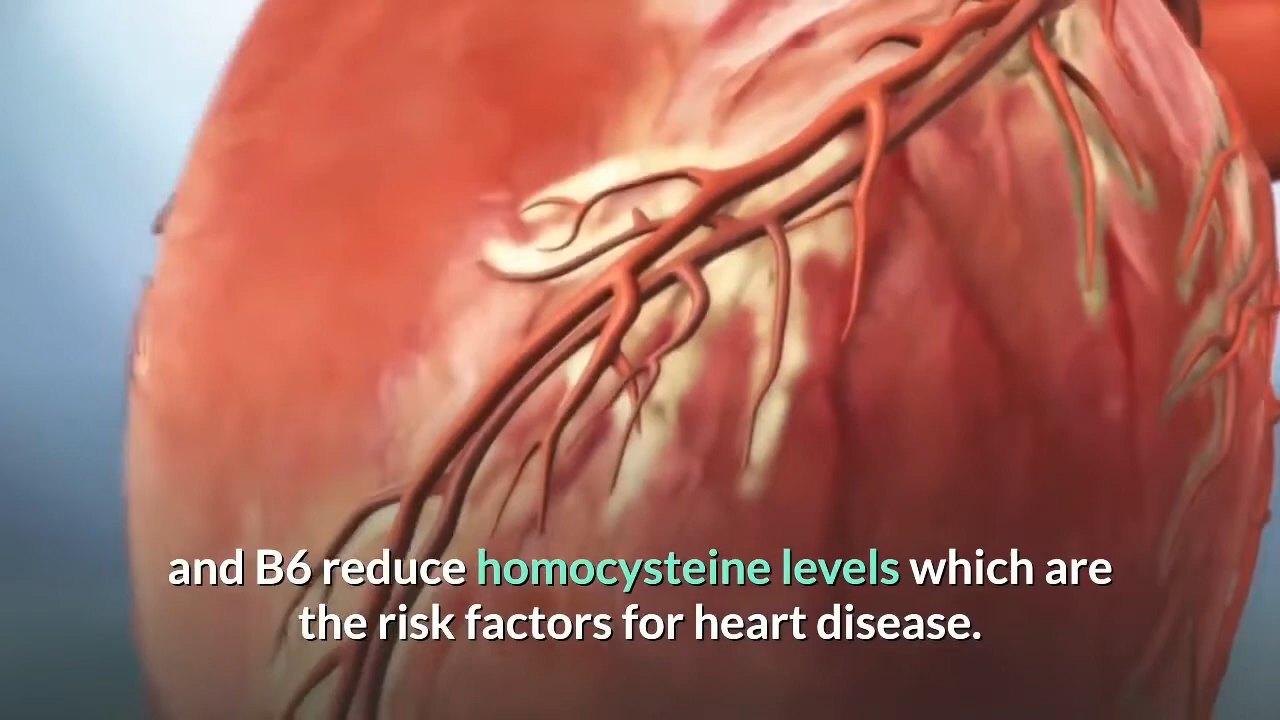 and B6 reduce homocysteine levels which are
the risk factors for heart disease.